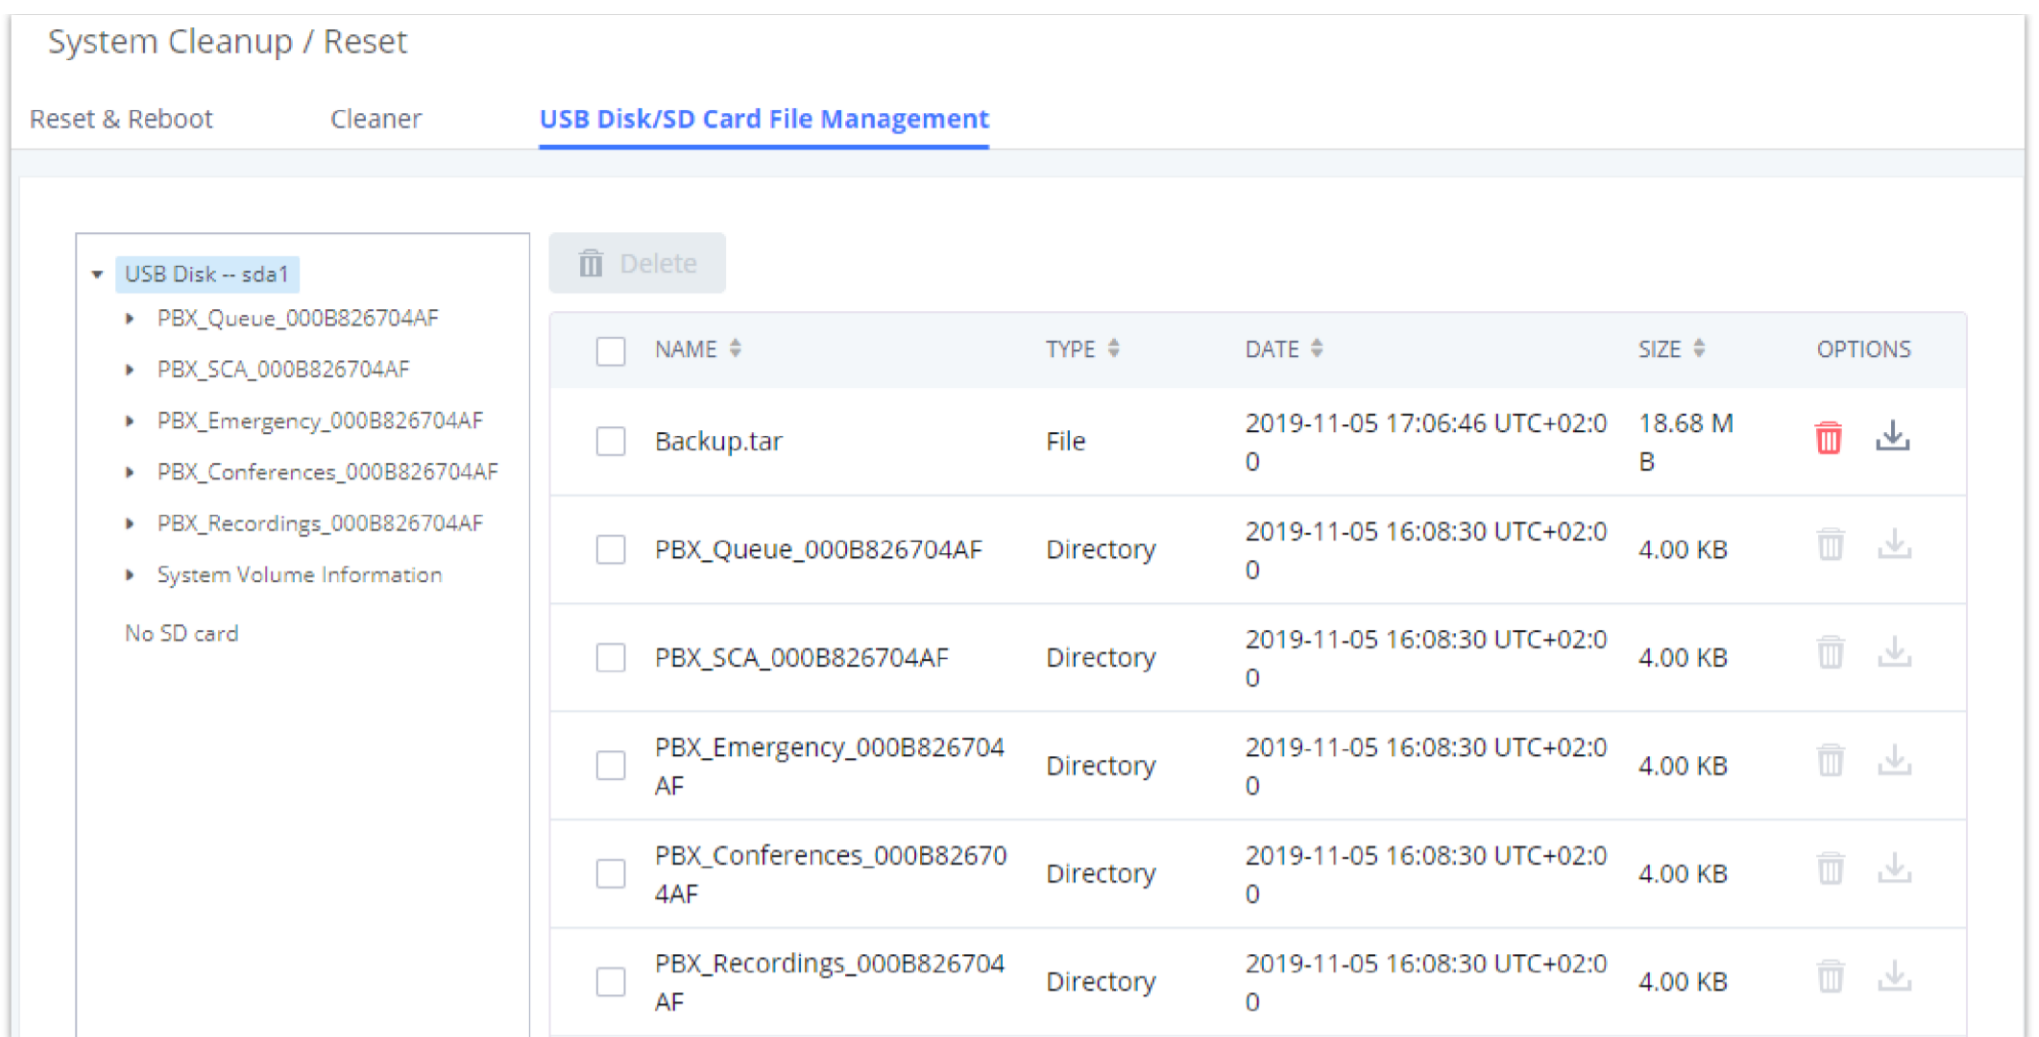 System Cleanup / Reset
Reset & Reboot Cleaner USB Disk/SD Card File Management
USB Disk -- sda1
PBX_Queue_000B826704AF
PBX_SCA_000B826704AF
PBX_Emergency_000B826704AF
PBX_Conferences_000B826704AF
PBX_Recordings_000B826704AF
System Volume Information
No SD card
Delete
NAME TYPE DATE SIZE OPTIONS
Backup.tar File 2019-11-05 17:06:46 UTC+02:0 18.68 M
0 B
PBX_Queue_000B826704AF Directory 2019-11-05 16:08:30 UTC+02:0 4.00 KB
0
PBX_SCA_000B826704AF Directory 2019-11-05 16:08:30 UTC+02:0 4.00 KB
0
PBX_Emergency_000B826704 Directory 2019-11-05 16:08:30 UTC+02:0 4.00 KB
AF 0
PBX_Conferences_000B82670 Directory 2019-11-05 16:08:30 UTC+02:0 4.00 KB
4AF 0
PBX_Recordings_000B826704 Directory 2019-11-05 16:08:30 UTC+02:0 4.00 KB
AF 0